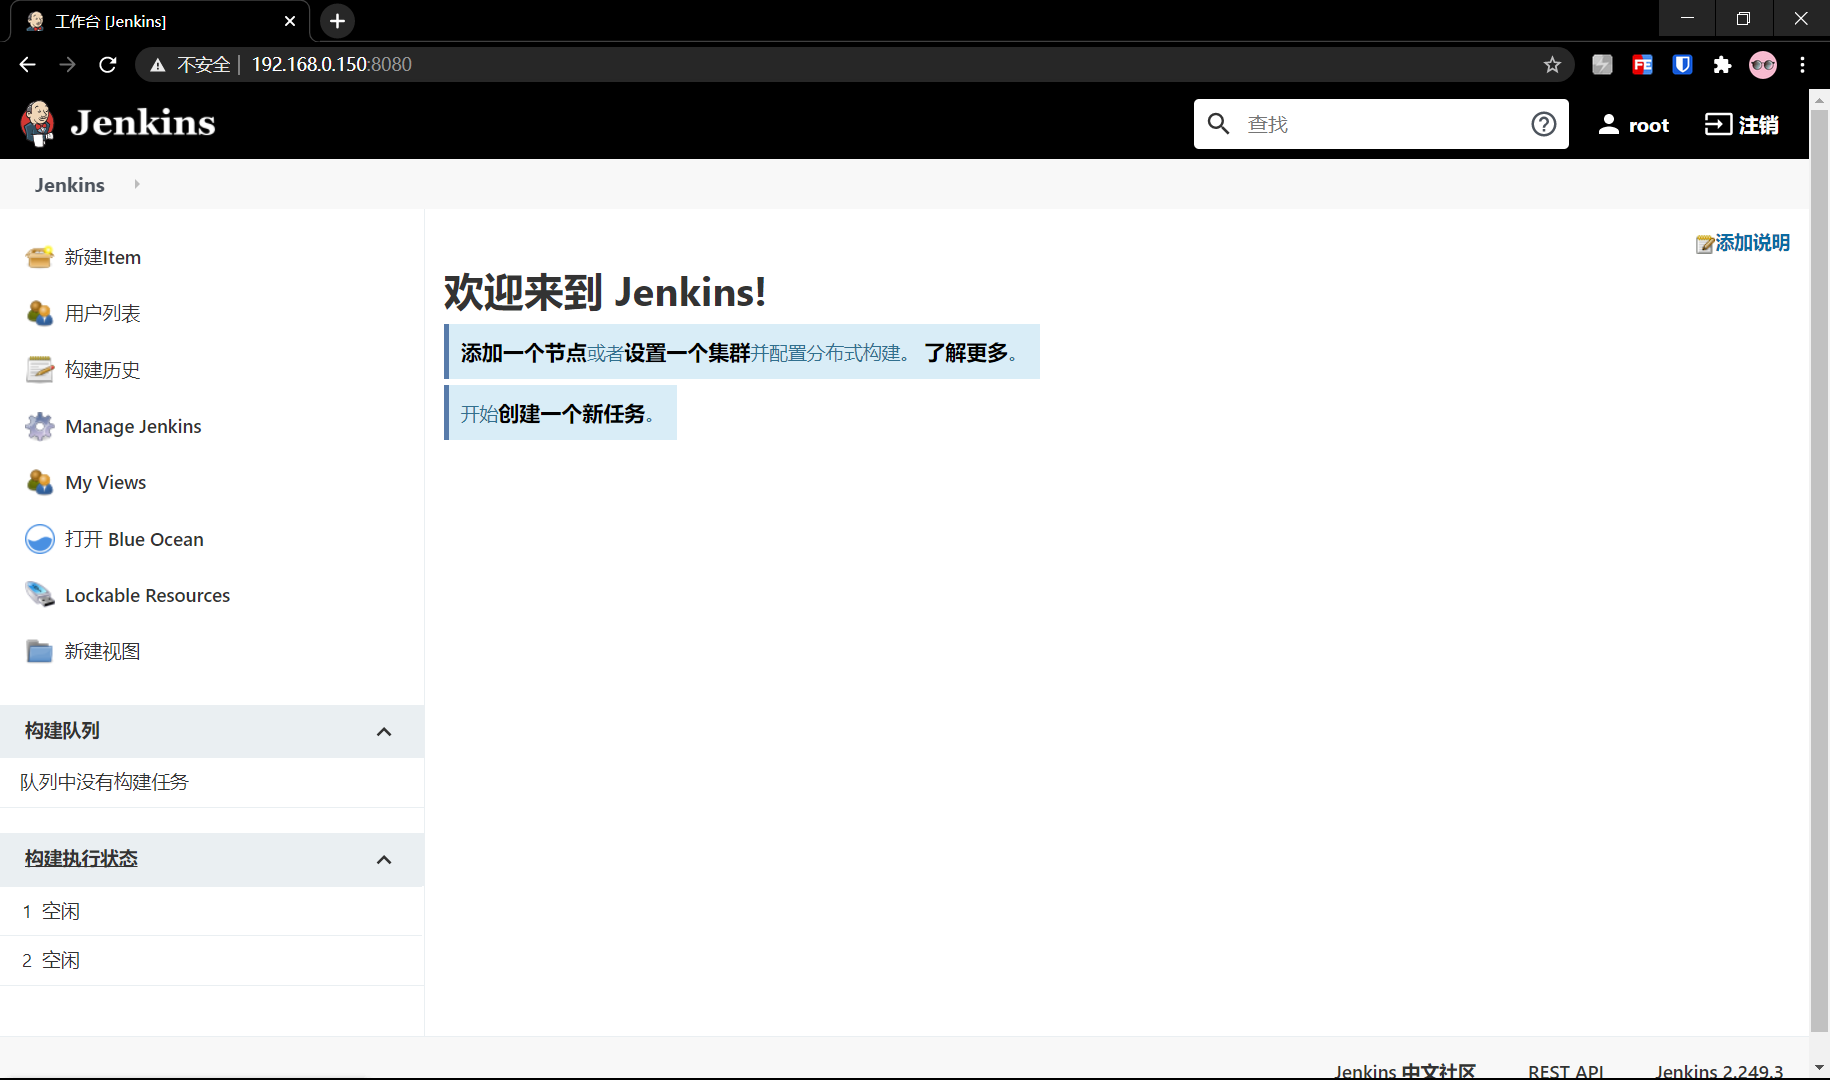 工作台 [Jenkins]
不安全 192.168.0.150:8080
FE
Jenkins
查找
root
注销
Jenkins
添加说明
新建Item
用户列表
构建历史
Manage Jenkins
My Views
打开 Blue Ocean
Lockable Resources
新建视图
构建队列
队列中没有构建任务
构建执行状态
1 空闲
2 空闲
欢迎来到 Jenkins!
添加一个节点或者设置一个集群并配置分布式构建。 了解更多。
开始创建一个新任务。
Jenkins 中文社区 REST API Jenkins 2.249.3